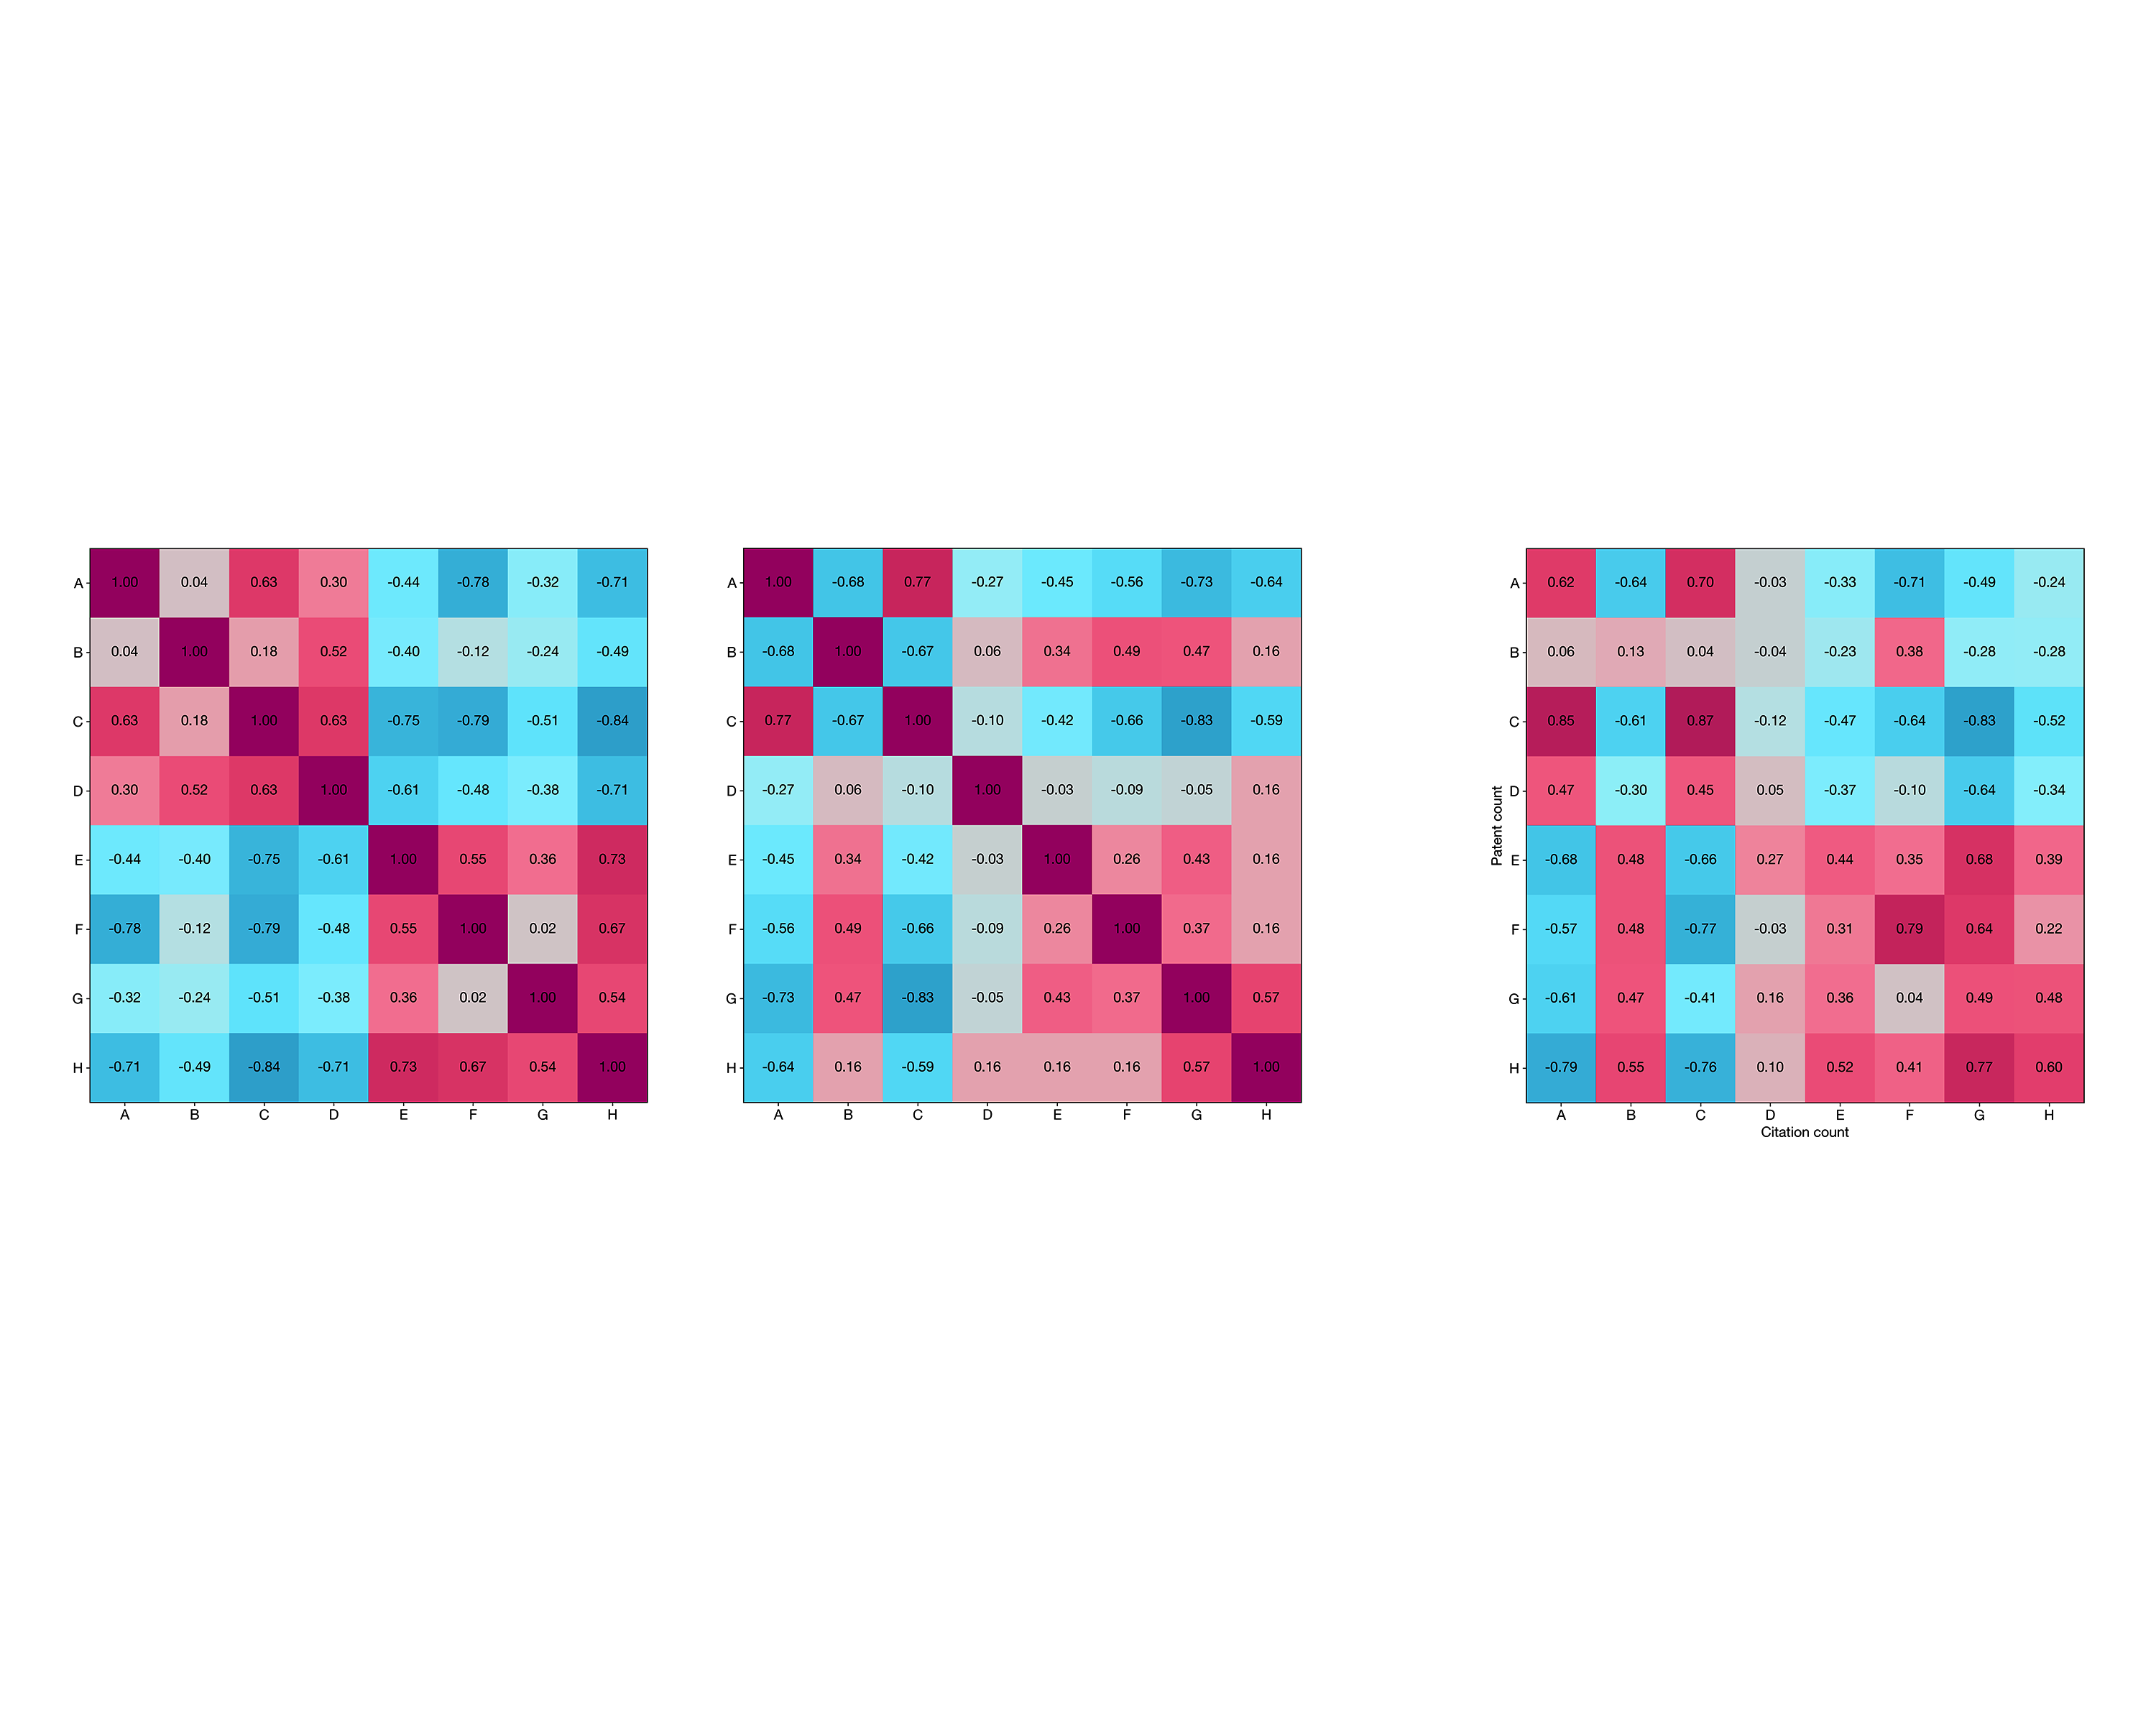 A 1.00 0.04 0.63 0.30 -0.44 -0.78 -0.32 -0.71
B 0.04 1.00 0.18 0.52 -0.40 -0.12 -0.24 -0.49
C 0.63 0.18 1.00 0.63 -0.75 -0.79 -0.51 -0.84
D 0.30 0.52 0.63 1.00 -0.61 -0.48 -0.38 -0.71
E -0.44 -0.40 -0.75 -0.61 1.00 0.55 0.36 0.73
F -0.78 -0.12 -0.79 -0.48 0.55 1.00 0.02 0.67
G -0.32 -0.24 -0.51 -0.38 0.36 0.02 1.00 0.54
H -0.71 -0.49 -0.84 -0.71 0.73 0.67 0.54 1.00
A B C D E F G H
A 1.00 -0.68 0.77 -0.27 -0.45 -0.56 -0.73 -0.64
B -0.68 1.00 -0.67 0.06 0.34 0.49 0.47 0.16
C 0.77 -0.67 1.00 -0.10 -0.42 -0.66 -0.83 -0.59
D -0.27 0.06 -0.10 1.00 -0.03 -0.09 -0.05 0.16
E -0.45 0.34 -0.42 -0.03 1.00 0.26 0.43 0.16
F -0.56 0.49 -0.66 -0.09 0.26 1.00 0.37 0.16
G -0.73 0.47 -0.83 -0.05 0.43 0.37 1.00 0.57
H -0.64 0.16 -0.59 0.16 0.16 0.16 0.57 1.00
A B C D E F G H
Patent count
A 0.62 -0.64 0.70 -0.03 -0.33 -0.71 -0.49 -0.24
B 0.06 0.13 0.04 -0.04 -0.23 0.38 -0.28 -0.28
C 0.85 -0.61 0.87 -0.12 -0.47 -0.64 -0.83 -0.52
D 0.47 -0.30 0.45 0.05 -0.37 -0.10 -0.64 -0.34
E -0.68 0.48 -0.66 0.27 0.44 0.35 0.68 0.39
F -0.57 0.48 -0.77 -0.03 0.31 0.79 0.64 0.22
G -0.61 0.47 -0.41 0.16 0.36 0.04 0.49 0.48
H -0.79 0.55 -0.76 0.10 0.52 0.41 0.77 0.60
A B C D E F G H
Citation count